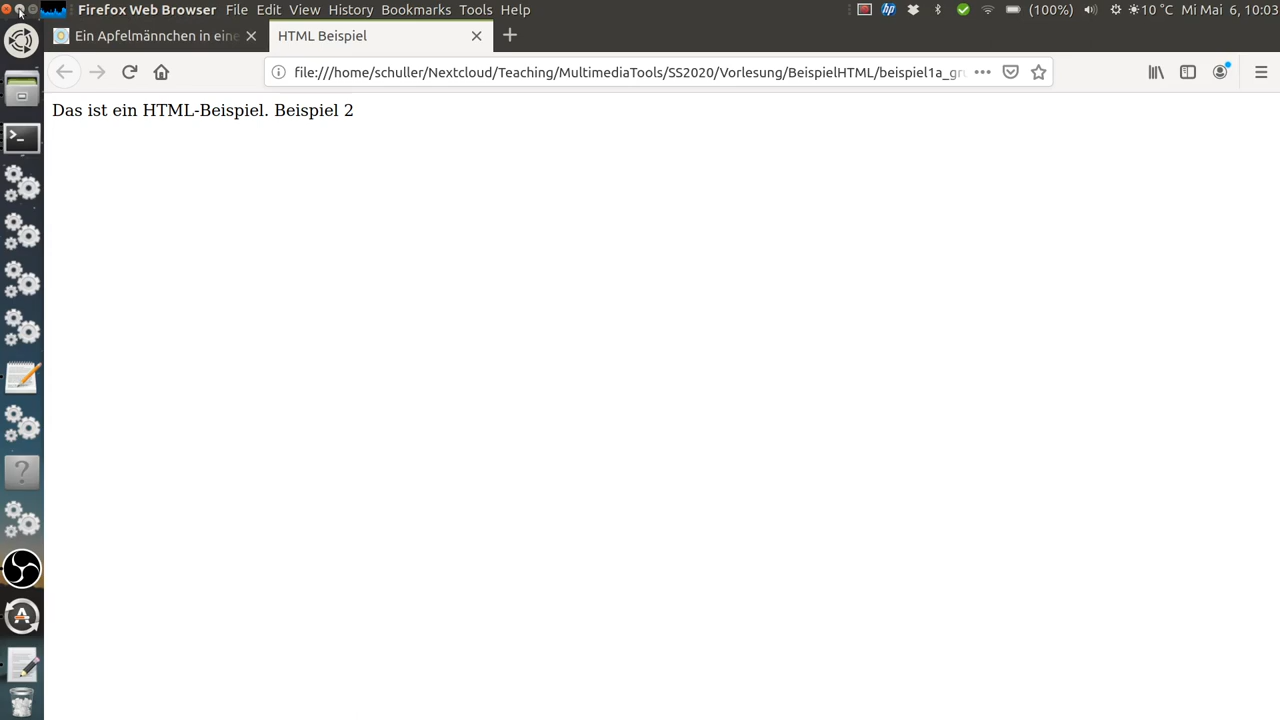 Firefox Web Browser File Edit View History Bookmarks Tools Help (100%) 10 °C Mi Mai 6, 10:03
Ein Apfelmännchen in eine HTML Beispiel
file:///home/schuller/Nextcloud/Teaching/MultimediaTools/SS2020/Vorlesung/BeispielHTML/beispiel1a_gru
Das ist ein HTML-Beispiel. Beispiel 2